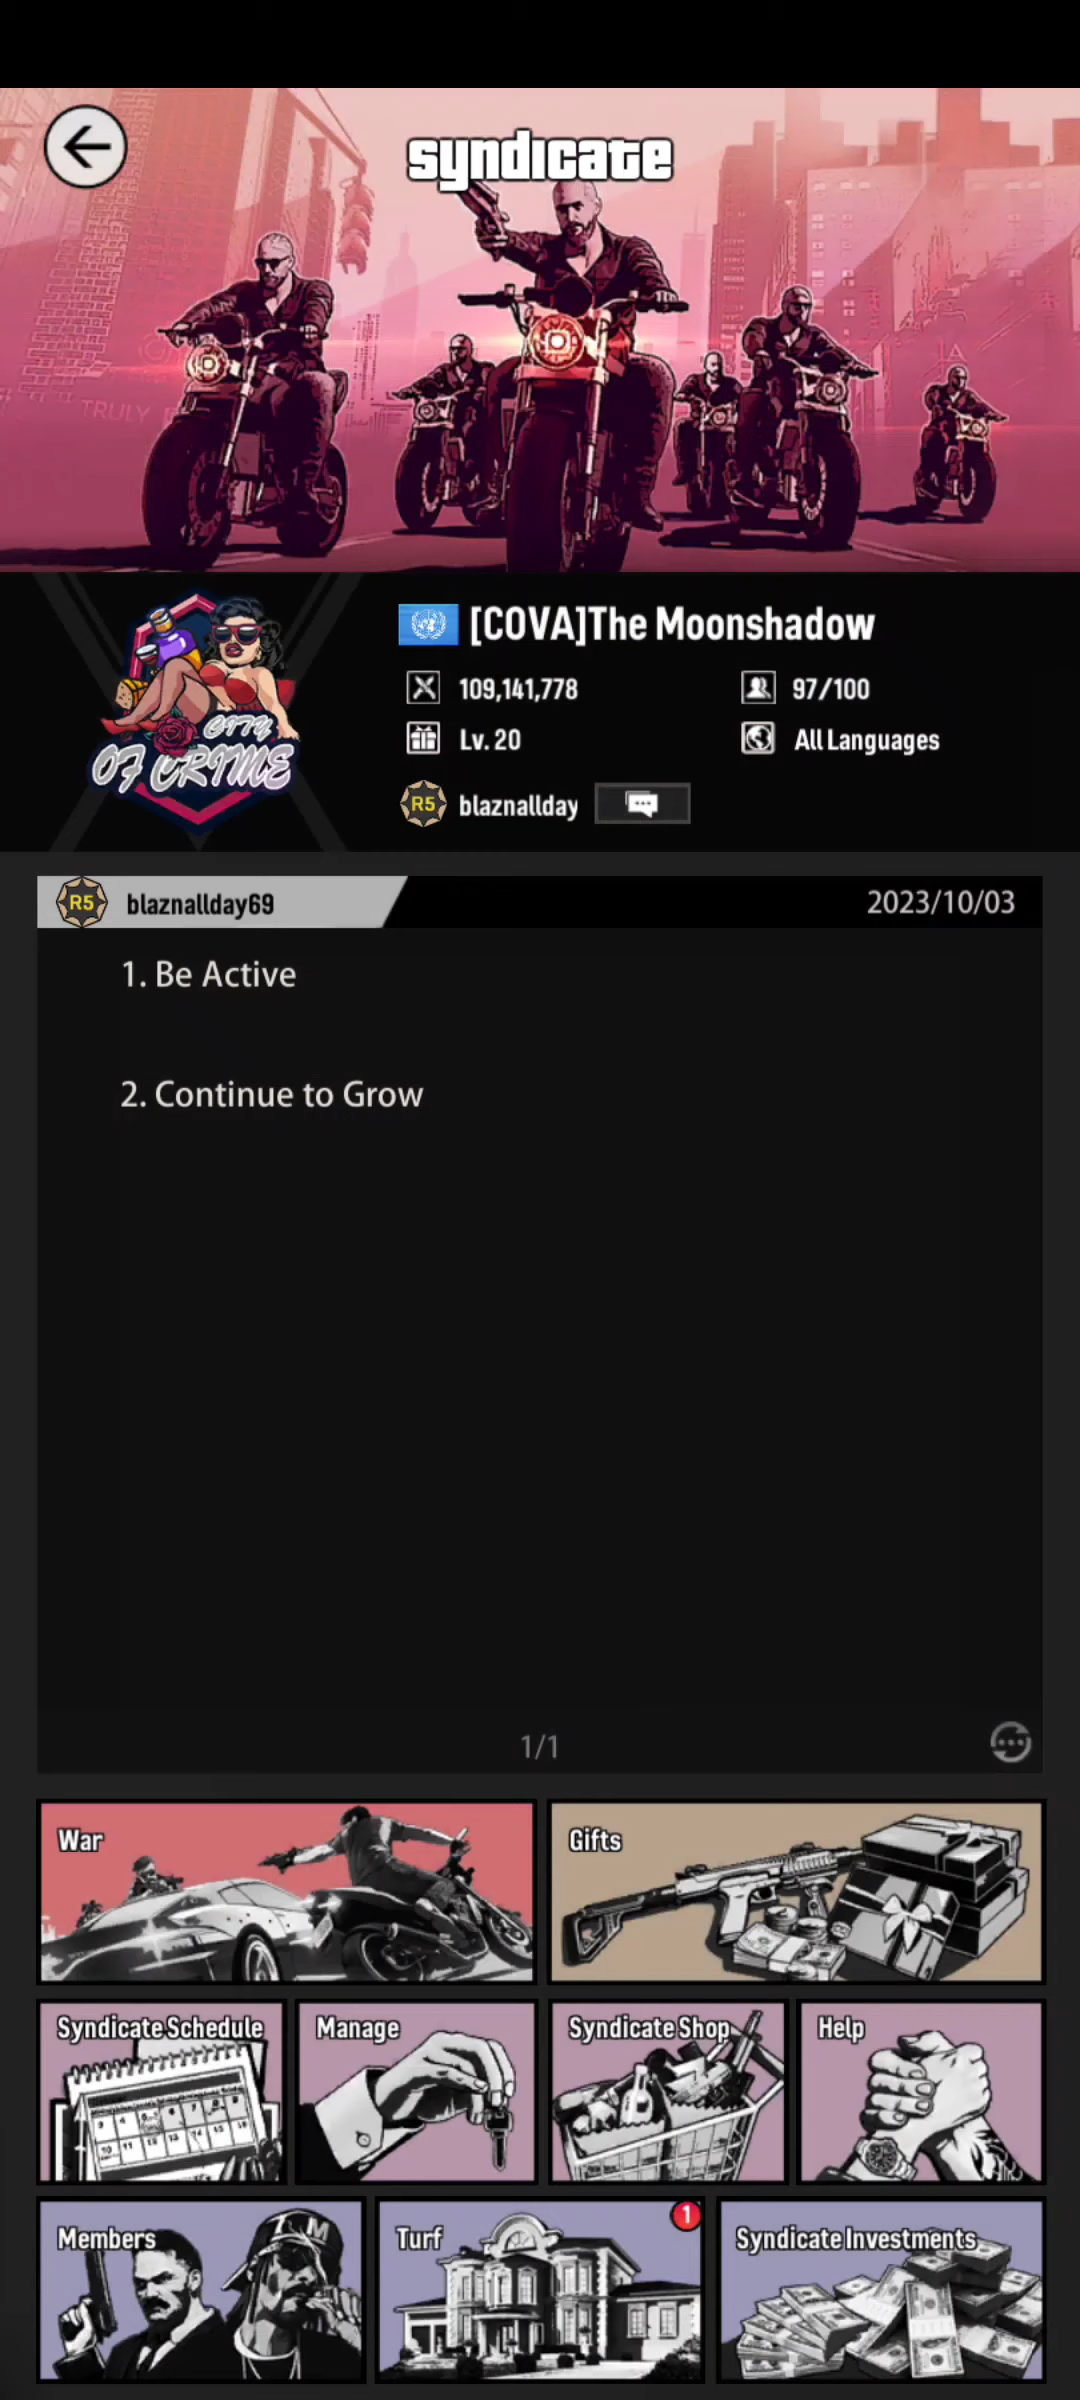 syndicate
TRULY
CITY
OF CRIME
[COVA]The Moonshadow
109,141,778
97/100
Lv. 20
All Languages
R5 blaznallday
R5 blaznallday69
2023/10/03
1. Be Active
2. Continue to Grow
1/1
War
Gifts
Syndicate Schedule
Manage
Syndicate Shop
Help
Members
Turf
1
Syndicate Investments